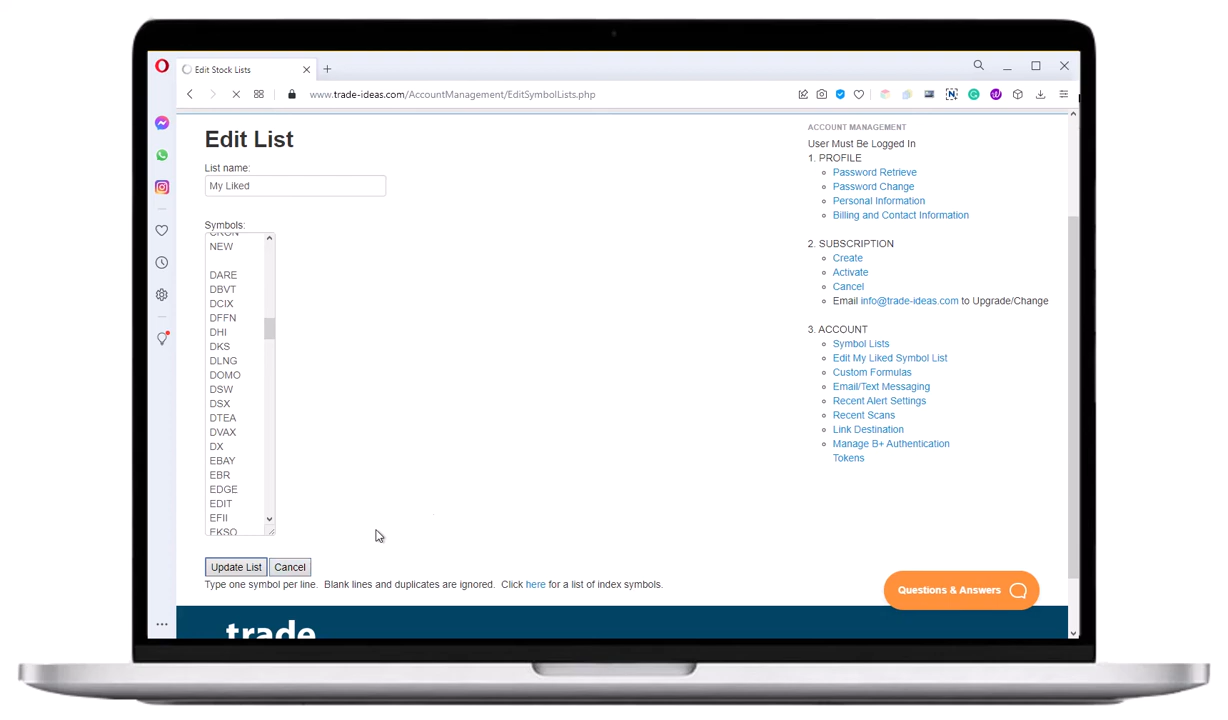 Edit Stock Lists
www.trade-ideas.com/AccountManagement/EditSymbolLists.php
Edit List
List name:
My Liked
Symbols:
NEW
DARE
DBVT
DCIX
DFFN
DHI
DKS
DLNG
DOMO
DSW
DSX
DTEA
DVAX
DX
EBAY
EBR
EDGE
EDIT
EFII
EKSO
Update List
Cancel
Type one symbol per line. Blank lines and duplicates are ignored. Click here for a list of index symbols.
ACCOUNT MANAGEMENT
User Must Be Logged In
1. PROFILE
Password Retrieve
Password Change
Personal Information
Billing and Contact Information
2. SUBSCRIPTION
Create
Activate
Cancel
Email info@trade-ideas.com to Upgrade/Change
3. ACCOUNT
Symbol Lists
Edit My Liked Symbol List
Custom Formulas
Email/Text Messaging
Recent Alert Settings
Recent Scans
Link Destination
Manage B+ Authentication
Tokens
Questions & Answers
trade